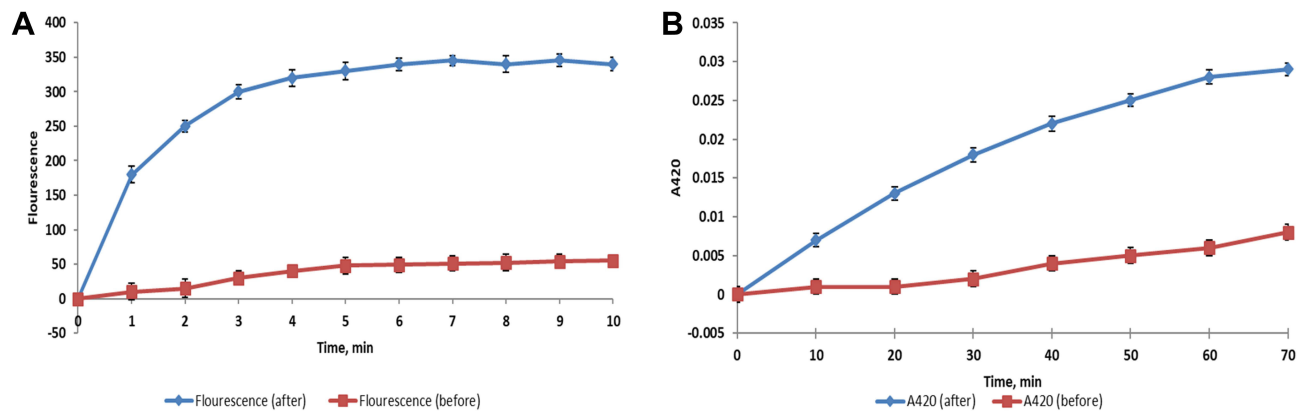 A
400
350
300
250
200
150
100
50
0
-50
Flourescence
0 1 2 3 4 5 6 7 8 9 10
Time, min
Flourescence (after) Flourescence (before)
B
0.035
0.03
0.025
0.02
0.015
0.01
0.005
0
-0.005
A420
0 10 20 30 40 50 60 70
Time, min
A420 (after) A420 (before)